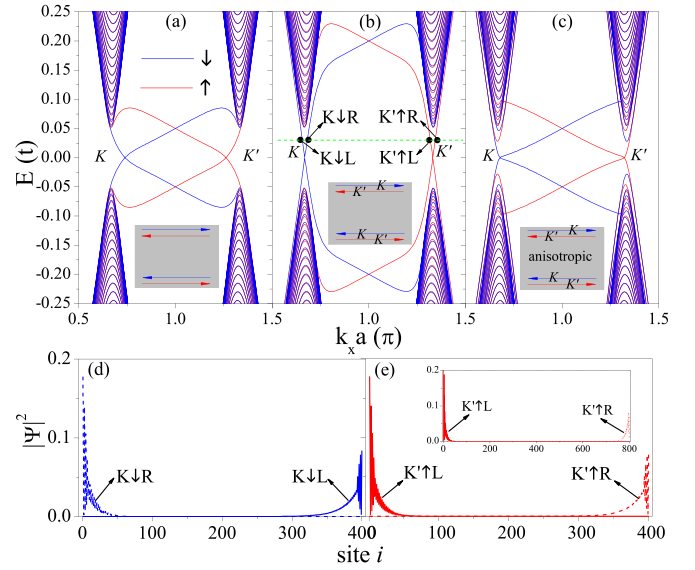 (a) (b) (c)
E (t)
0.25
0.20
0.15
0.10
0.05
0.00
-0.05
-0.10
-0.15
-0.20
-0.25
↓
↑
K K'
K↓R K'↑R
K K'
K↓L K'↑L
K' K
K K'
K K'
K
K'
anisotropic
K
K'
0.5 1.0 1.5 1.0 1.5 1.0 1.5
kₓa (π)
(d) (e)
|Ψ|²
0.2
0.1
0.0
K↓R K↓L
0 100 200 300 400
0.2
0.1
0.0
K'↑L K'↑R
0 200 400 600 800
K'↑L K'↑R
0 100 200 300 400
site i